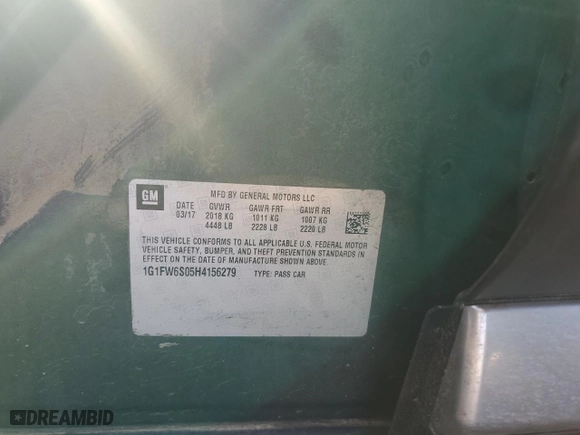 GM
MFD BY GENERAL MOTORS LLC
DATE GVWR GAWR FRT GAWR RR
03/17 2018 KG 1011 KG 1007 KG
4448 LB 2228 LB 2220 LB
THIS VEHICLE CONFORMS TO ALL APPLICABLE U.S. FEDERAL MOTOR
VEHICLE SAFETY, BUMPER, AND THEFT PREVENTION STANDARDS IN
EFFECT ON THE DATE OF MANUFACTURE SHOWN ABOVE.
1G1FW6S05H4156279 TYPE: PASS CAR
DREAMBID